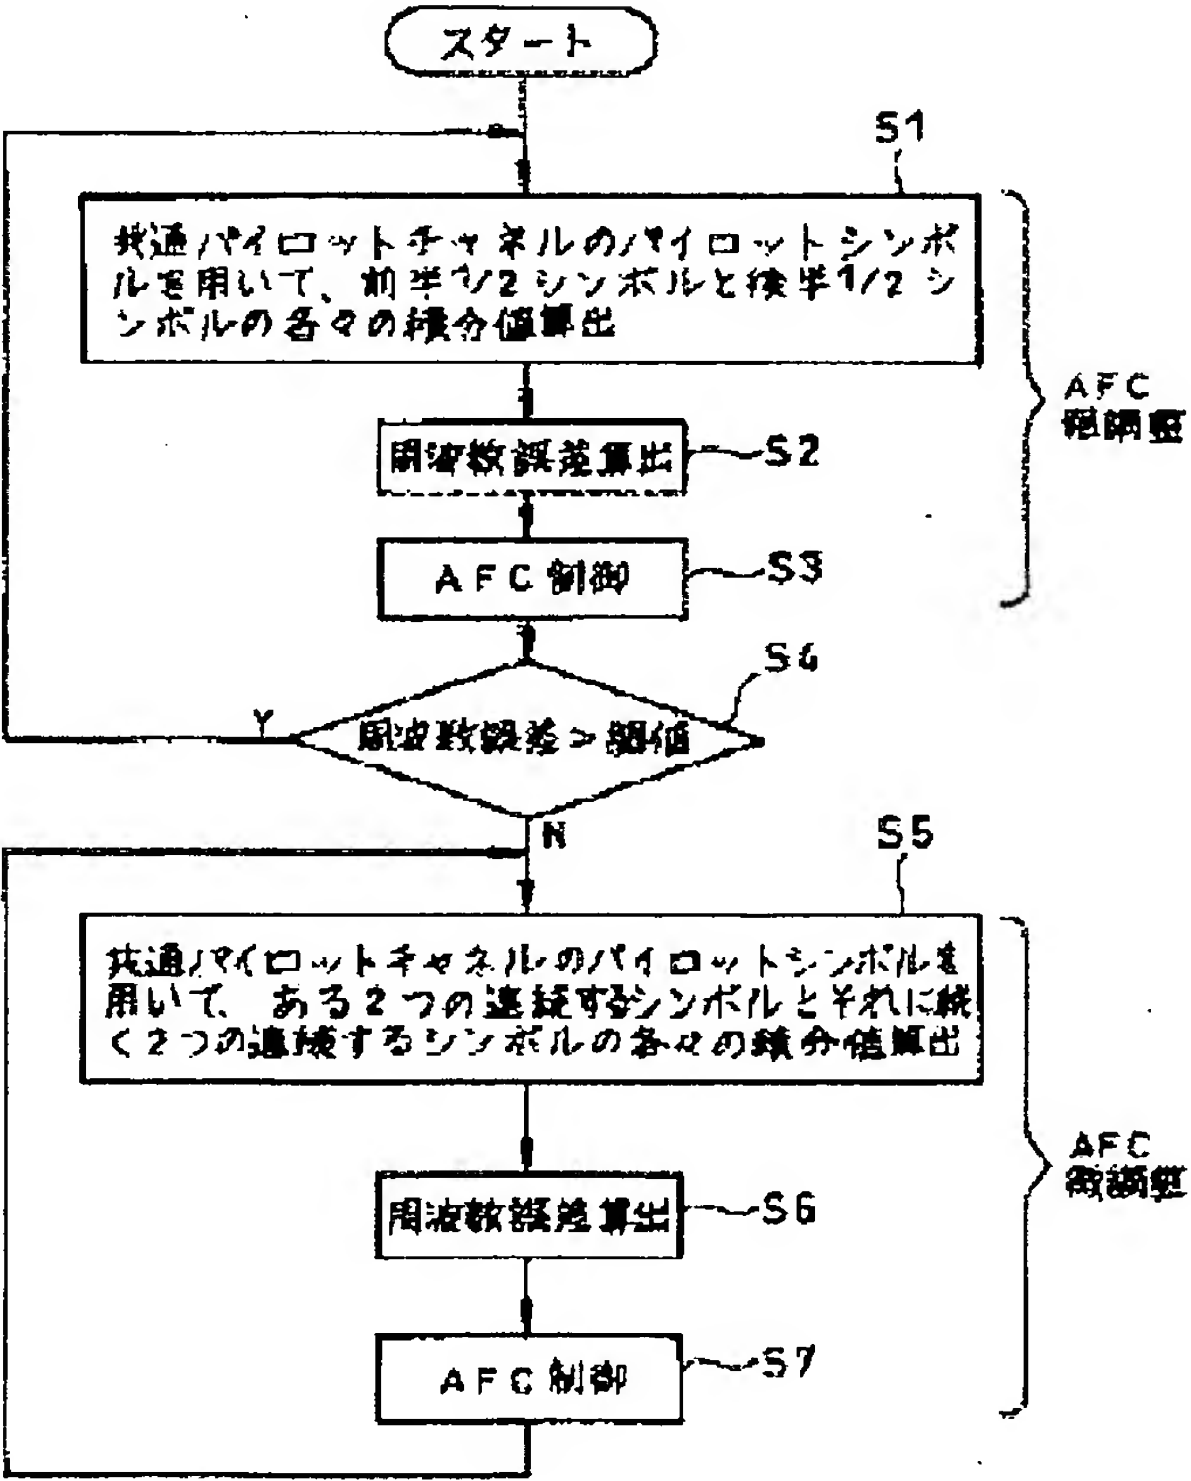 スタート
S1
共通パイロットチャネルのパイロットシンボ
ルを用いて、前半1/2シンボルと後半1/2シ
ンボルの各々の積分値算出
AFC
粗調整
周波数誤差算出
S2
AFC制御
S3
S4
周波数誤差>閾値
Y
N
S5
共通パイロットチャネルのパイロットシンボルを
用いて、ある2つの連続するシンボルとそれに続
く2つの連続するシンボルの各々の積分値算出
AFC
微調整
周波数誤差算出
S6
AFC制御
S7